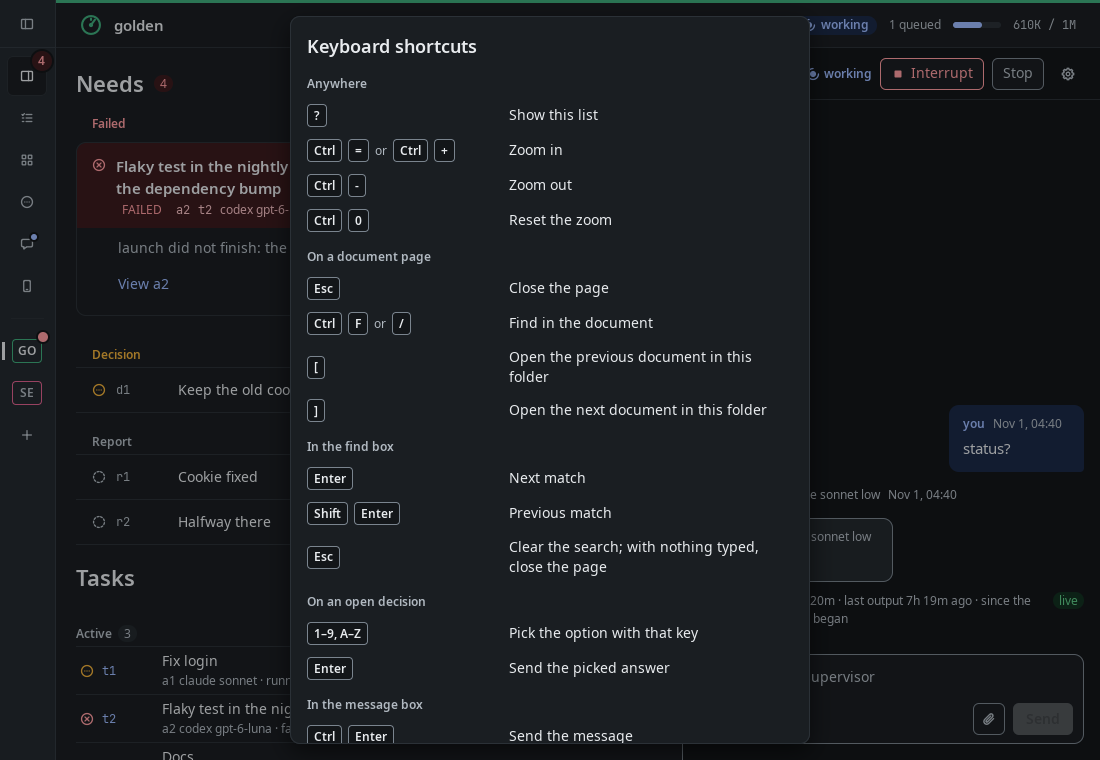 golden
working
1 queued
610K / 1M
4
Needs 4
working
Interrupt
Stop
Failed
Flaky test in the nightly
the dependency bump
FAILED a2 t2 codex gpt-6-
launch did not finish: the
View a2
GO
SE
Decision
d1 Keep the old coo
Report
r1 Cookie fixed
r2 Halfway there
Tasks
Active 3
t1 Fix login
a1 claude sonnet · runn
t2 Flaky test in the nig
a2 codex gpt-6-luna · fa
Docs
Keyboard shortcuts
Anywhere
? Show this list
Ctrl = or Ctrl + Zoom in
Ctrl - Zoom out
Ctrl 0 Reset the zoom
On a document page
Esc Close the page
Ctrl F or / Find in the document
[ Open the previous document in this
folder
] Open the next document in this folder
In the find box
Enter Next match
Shift Enter Previous match
Esc Clear the search; with nothing typed,
close the page
On an open decision
1–9, A–Z Pick the option with that key
Enter Send the picked answer
In the message box
Ctrl Enter Send the message
you Nov 1, 04:40
status?
e sonnet low Nov 1, 04:40
sonnet low
20m · last output 7h 19m ago · since the
began
live
upervisor
Send